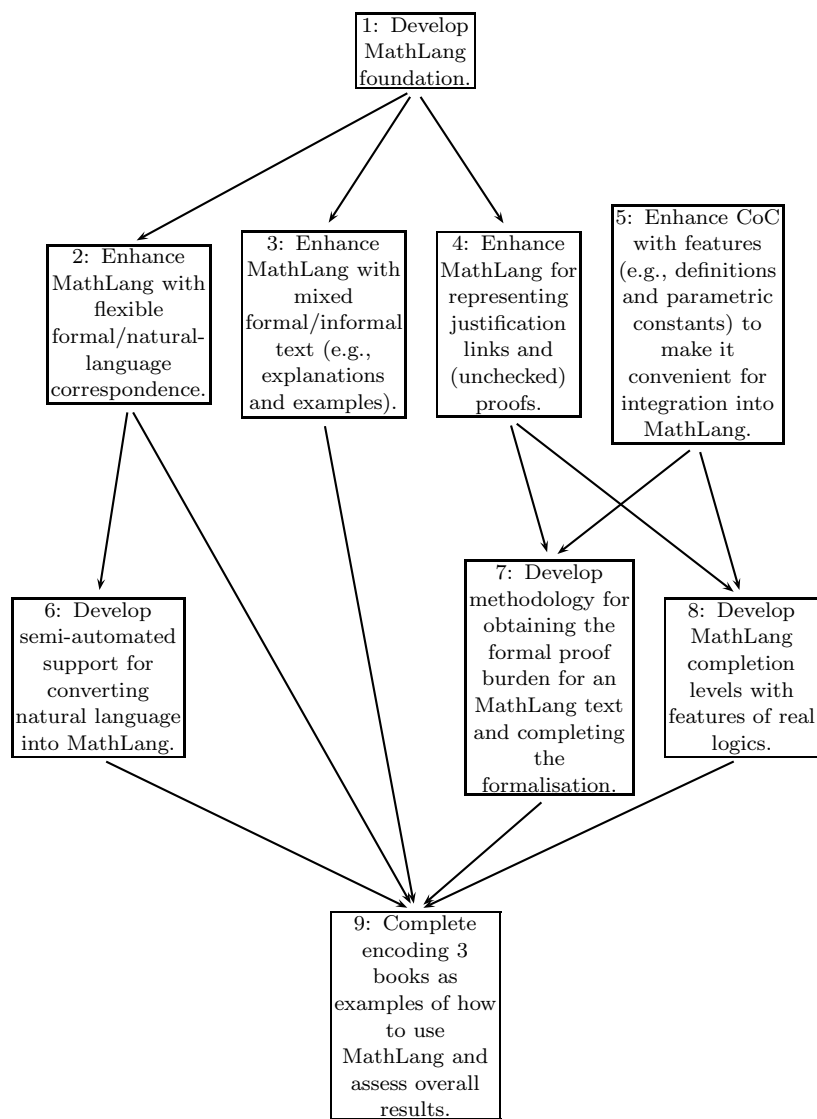 1: Develop
MathLang
foundation.
2: Enhance
MathLang with
flexible
formal/natural-
language
correspondence.
3: Enhance
MathLang with
mixed
formal/informal
text (e.g.,
explanations
and examples).
4: Enhance
MathLang for
representing
justification
links and
(unchecked)
proofs.
5: Enhance CoC
with features
(e.g., definitions
and parametric
constants) to
make it
convenient for
integration into
MathLang.
6: Develop
semi-automated
support for
converting
natural language
into MathLang.
7: Develop
methodology for
obtaining the
formal proof
burden for an
MathLang text
and completing
the
formalisation.
8: Develop
MathLang
completion
levels with
features of real
logics.
9: Complete
encoding 3
books as
examples of how
to use
MathLang and
assess overall
results.